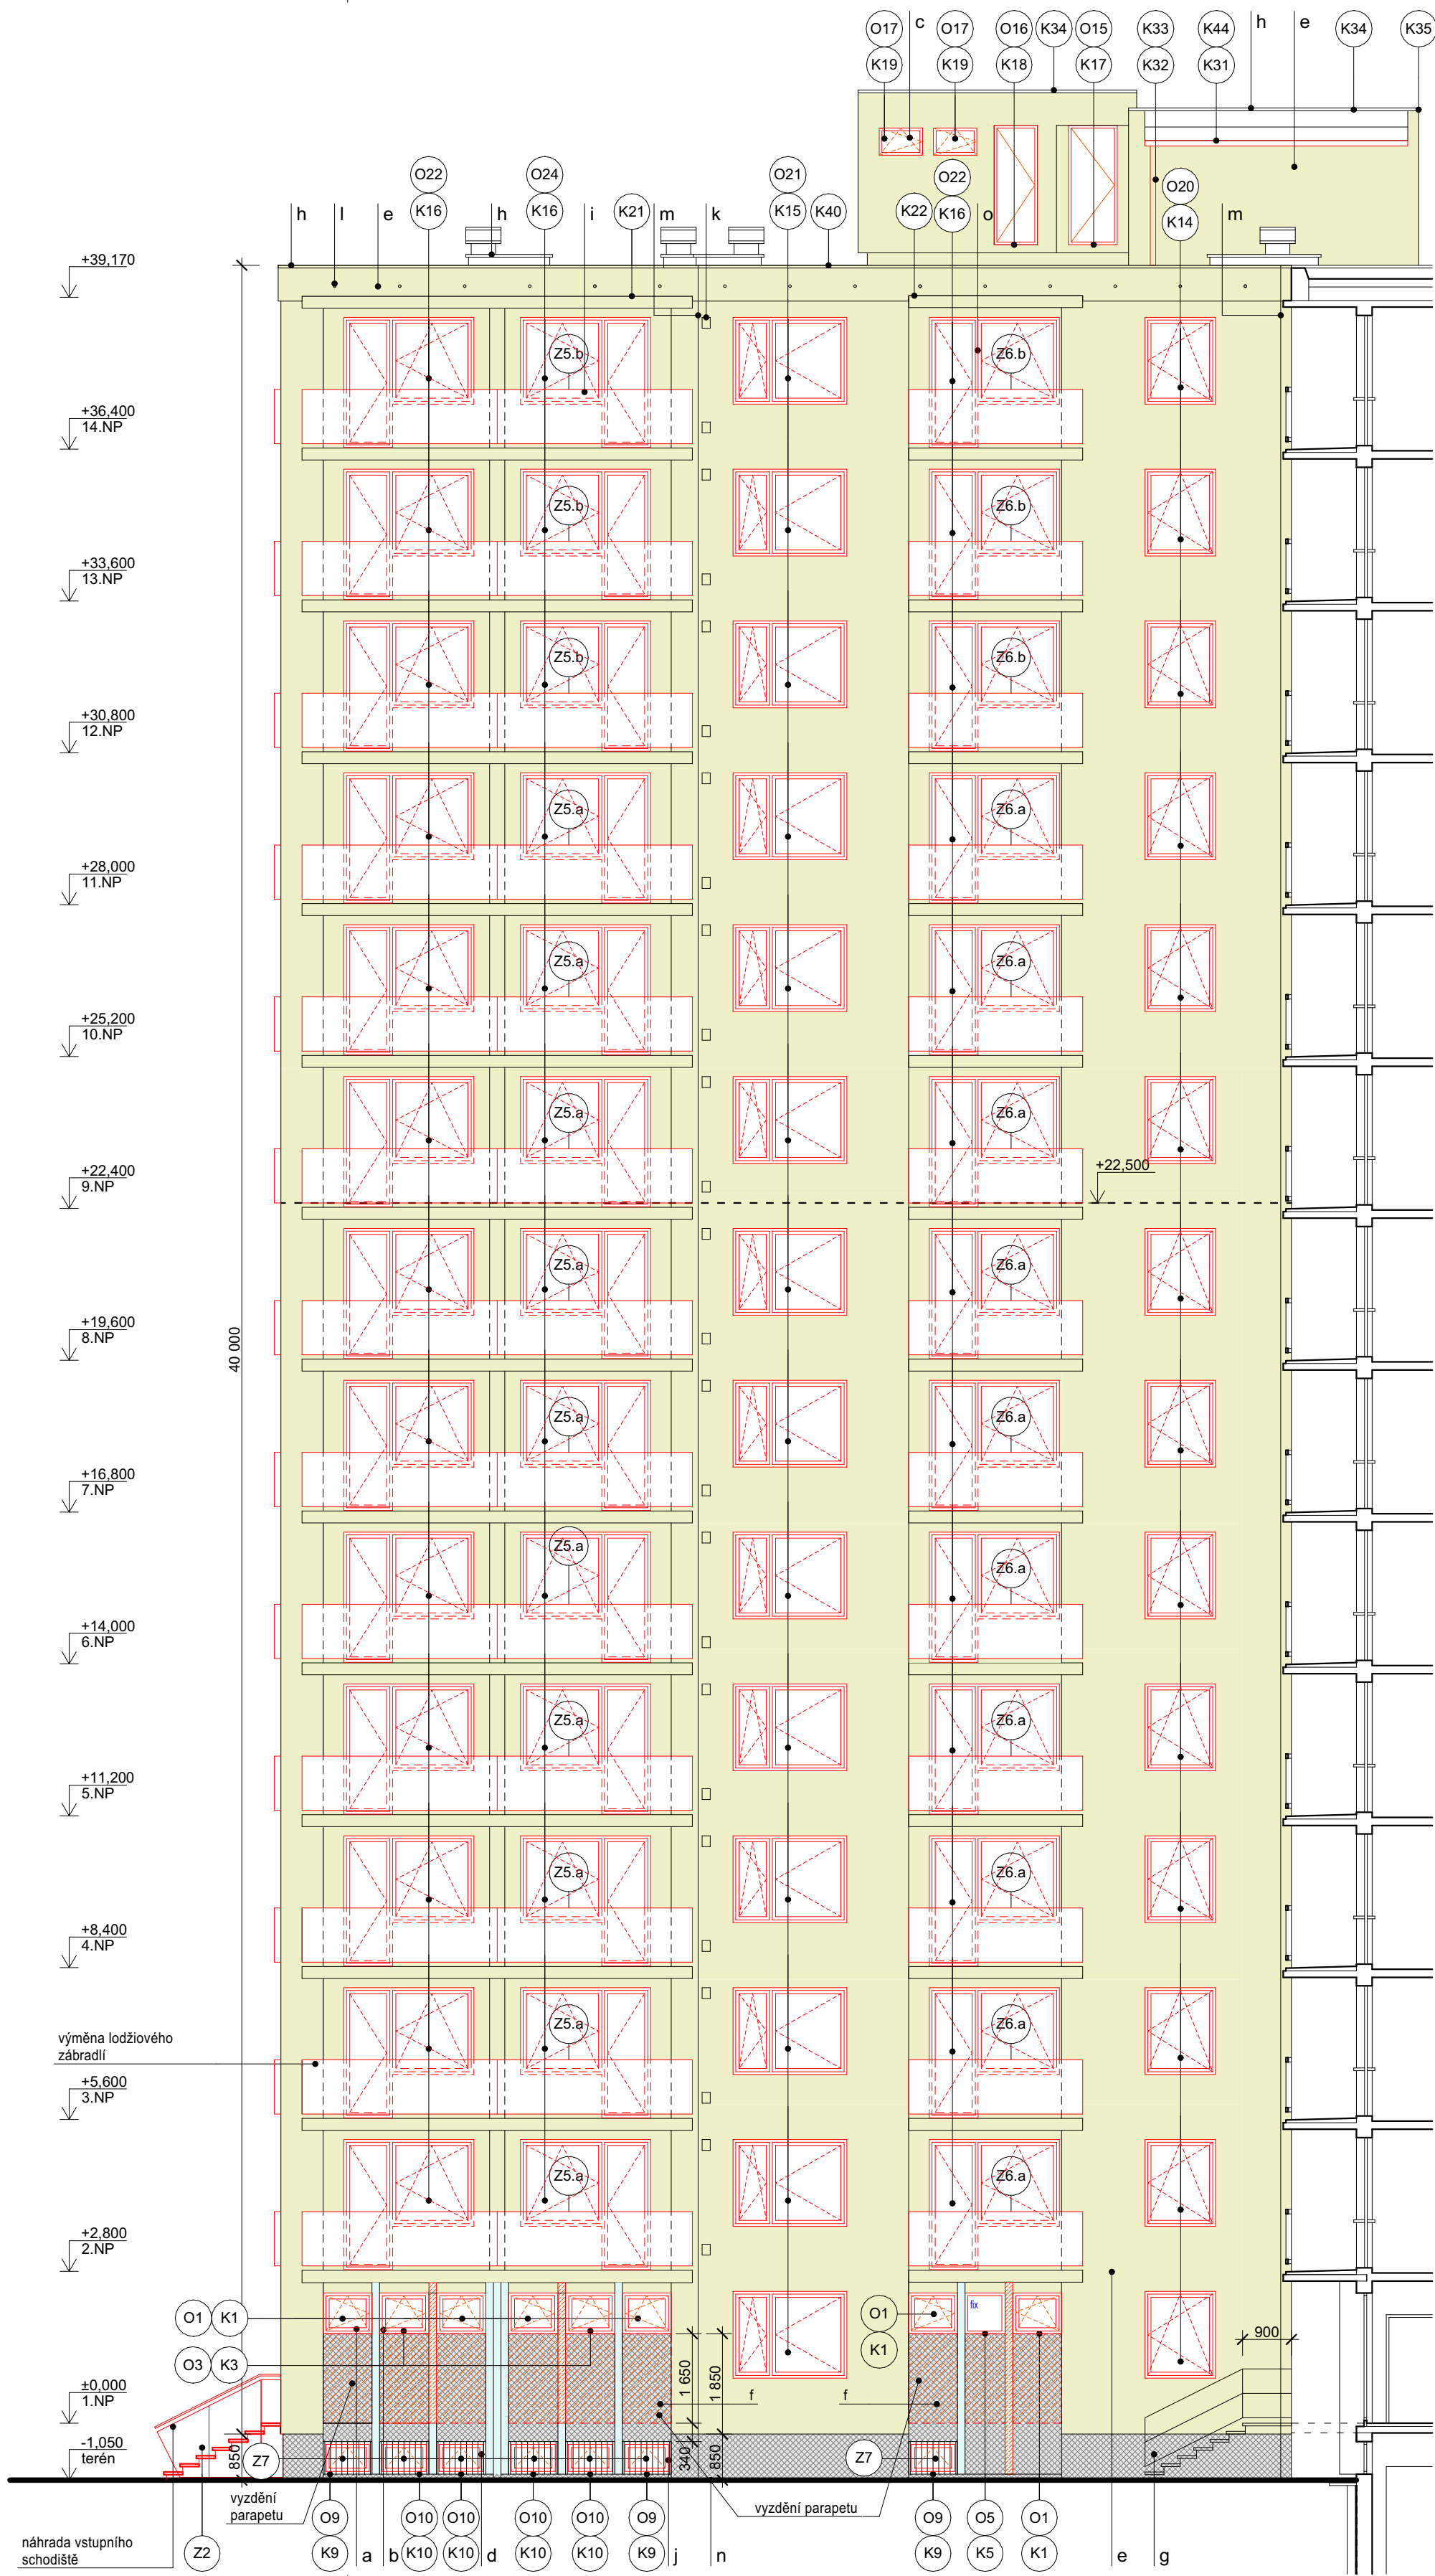 O17 c O17 O16 K34 O15 K33 K44 h e K34 K35
K19 K19 K18 K17 K32 K31
O22 O24 O21 O22 O20
h l e K16 h K16 i K21 m k K15 K40 K22 K16 o K14 m
+39,170
Z5.b Z6.b
+36,400
14.NP
Z5.b Z6.b
+33,600
13.NP
Z5.b Z6.b
+30,800
12.NP
Z5.a Z6.a
+28,000
11.NP
Z5.a Z6.a
+25,200
10.NP
Z5.a Z6.a
+22,400
9.NP
+22,500
Z5.a Z6.a
+19,600
8.NP
40 000
Z5.a Z6.a
+16,800
7.NP
Z5.a Z6.a
+14,000
6.NP
Z5.a Z6.a
+11,200
5.NP
Z5.a Z6.a
+8,400
4.NP
Z5.a Z6.a
výměna lodžiového
zábradlí
+5,600
3.NP
Z5.a Z6.a
+2,800
2.NP
O1 K1 O1 fix
K1
O3 K3
900
1 650
1 850
±0,000
1.NP
f f
-1,050
terén
850
Z7 Z7
340
850
vyzdění
parapetu
vyzdění parapetu
O9 O10 O10 O10 O10 O9 O9 O5 O1
náhrada vstupního
schodiště
Z2 K9 a b K10 K10 d K10 K10 K9 j n K9 K5 K1 e g